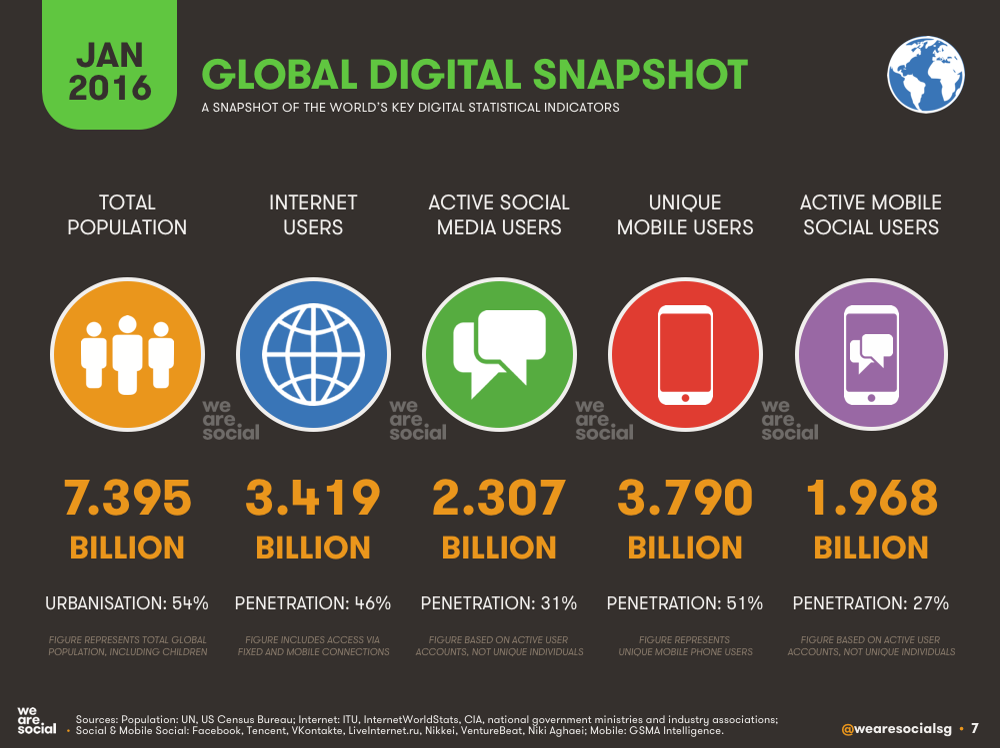 JAN
2016
GLOBAL DIGITAL SNAPSHOT
A SNAPSHOT OF THE WORLD'S KEY DIGITAL STATISTICAL INDICATORS
TOTAL
POPULATION
INTERNET
USERS
ACTIVE SOCIAL
MEDIA USERS
UNIQUE
MOBILE USERS
ACTIVE MOBILE
SOCIAL USERS
we
are
social
we
are
social
we
are
social
we
are
social
7.395
BILLION
3.419
BILLION
2.307
BILLION
3.790
BILLION
1.968
BILLION
URBANISATION: 54%
PENETRATION: 46%
PENETRATION: 31%
PENETRATION: 51%
PENETRATION: 27%
FIGURE REPRESENTS TOTAL GLOBAL
POPULATION, INCLUDING CHILDREN
FIGURE INCLUDES ACCESS VIA
FIXED AND MOBILE CONNECTIONS
FIGURE BASED ON ACTIVE USER
ACCOUNTS, NOT UNIQUE INDIVIDUALS
FIGURE REPRESENTS
UNIQUE MOBILE PHONE USERS
FIGURE BASED ON ACTIVE USER
ACCOUNTS, NOT UNIQUE INDIVIDUALS
we
are
social
• Sources: Population: UN, US Census Bureau; Internet: ITU, InternetWorldStats, CIA, national government ministries and industry associations;
Social & Mobile Social: Facebook, Tencent, VKontakte, LiveInternet.ru, Nikkei, VentureBeat, Niki Aghaei; Mobile: GSMA Intelligence.
@wearesocialsg • 7